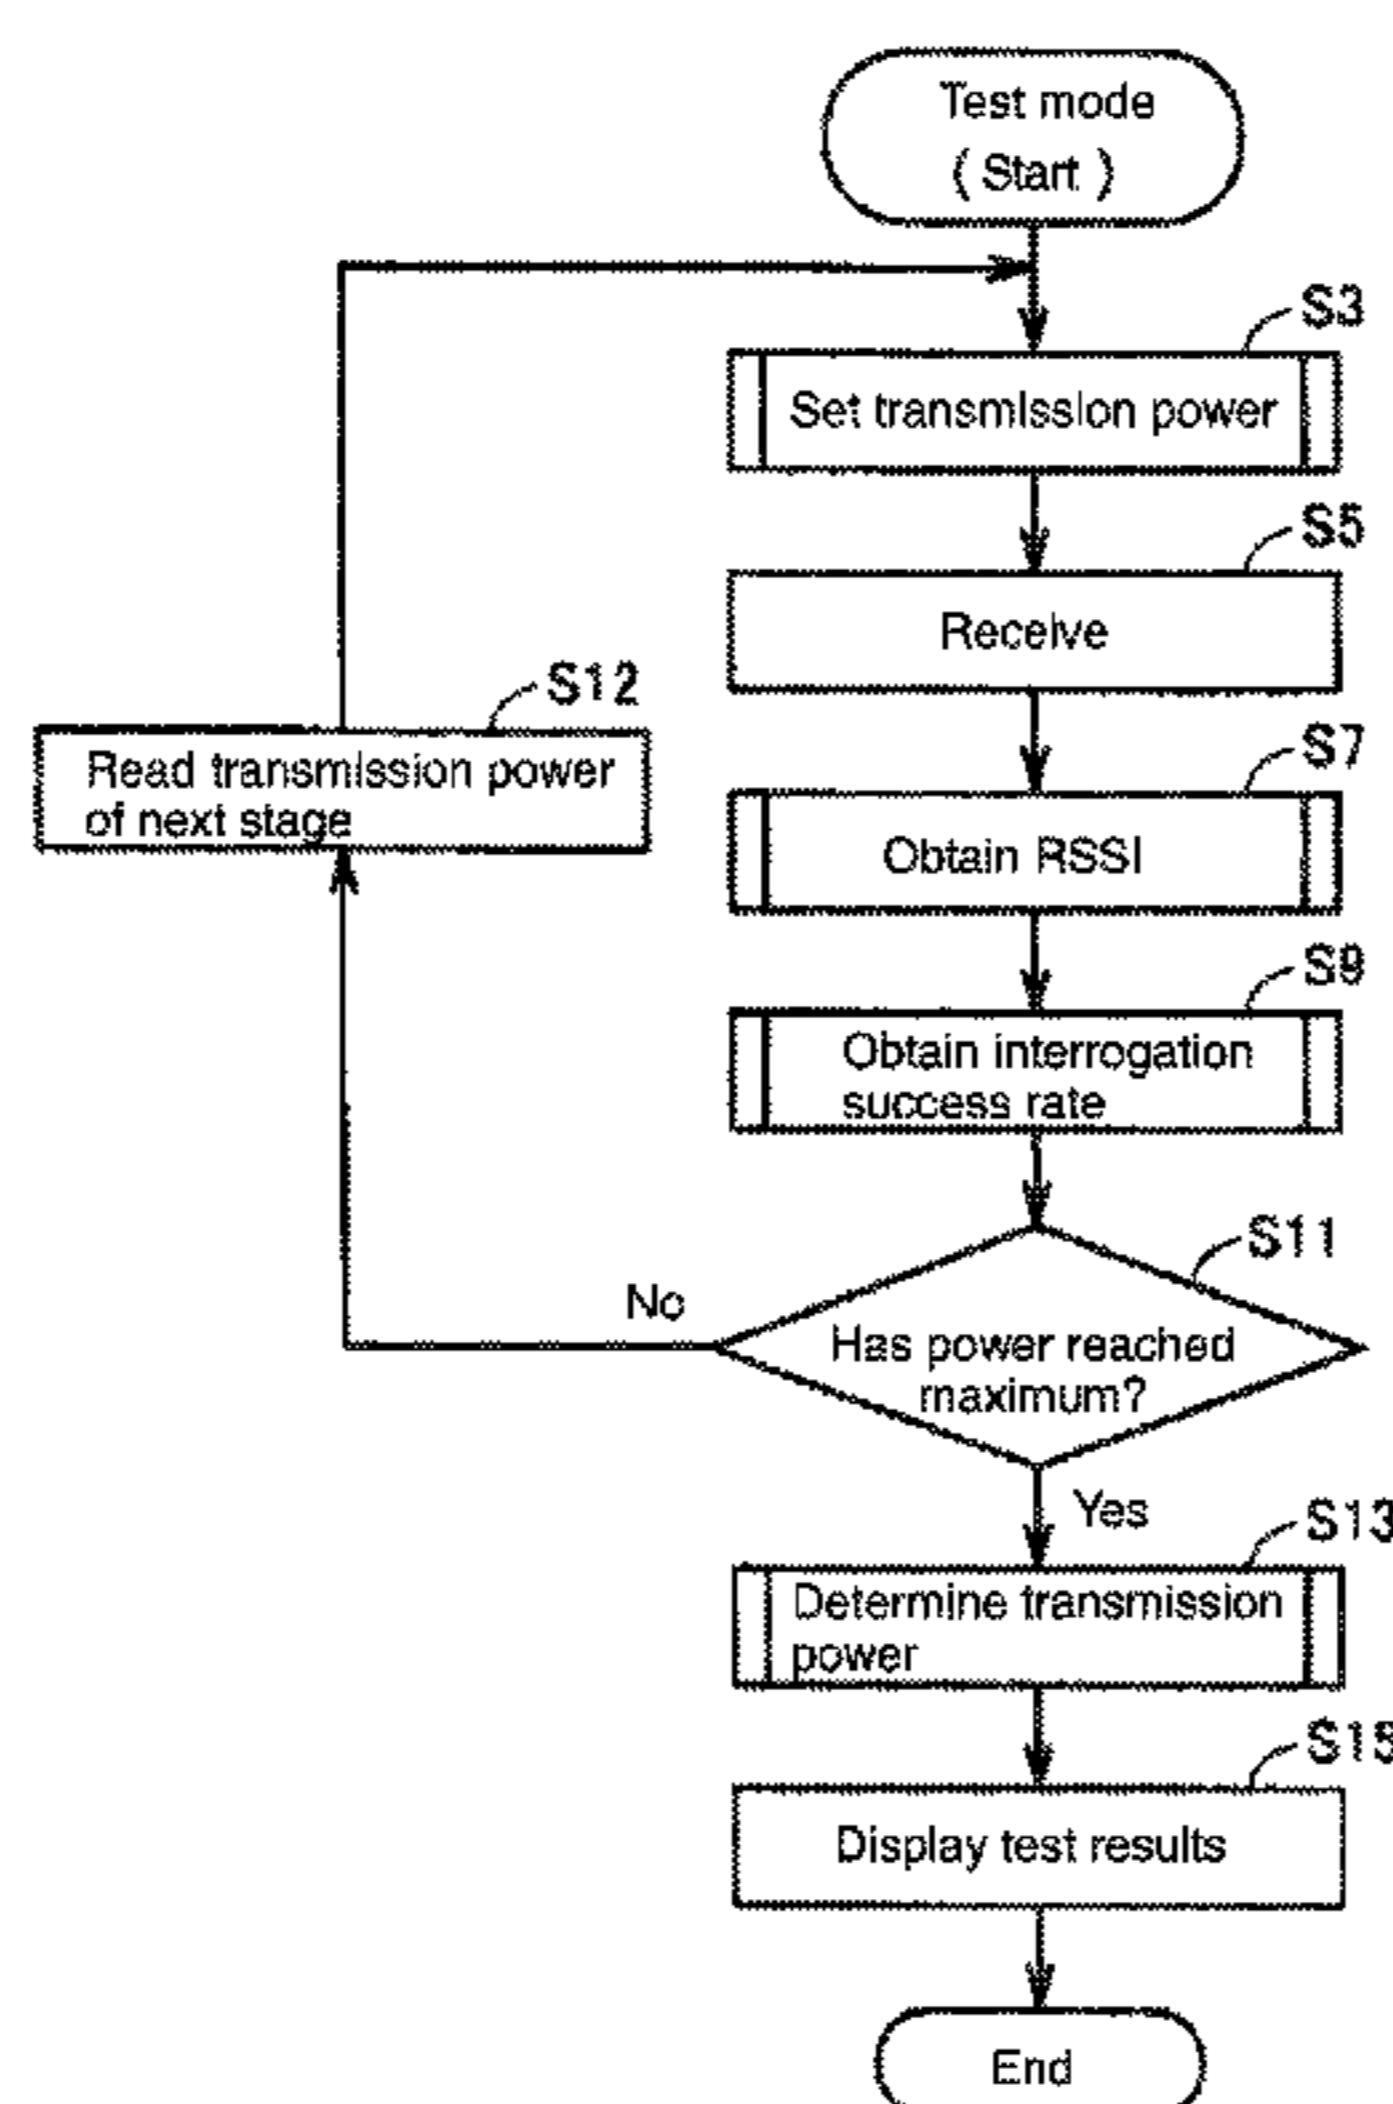 Test mode
( Start )
S3
Set transmission power
S5
Receive
S12
Read transmission power
of next stage
S7
Obtain RSSI
S9
Obtain interrogation
success rate
S11
No
Has power reached
maximum?
Yes
S13
Determine transmission
power
S15
Display test results
End